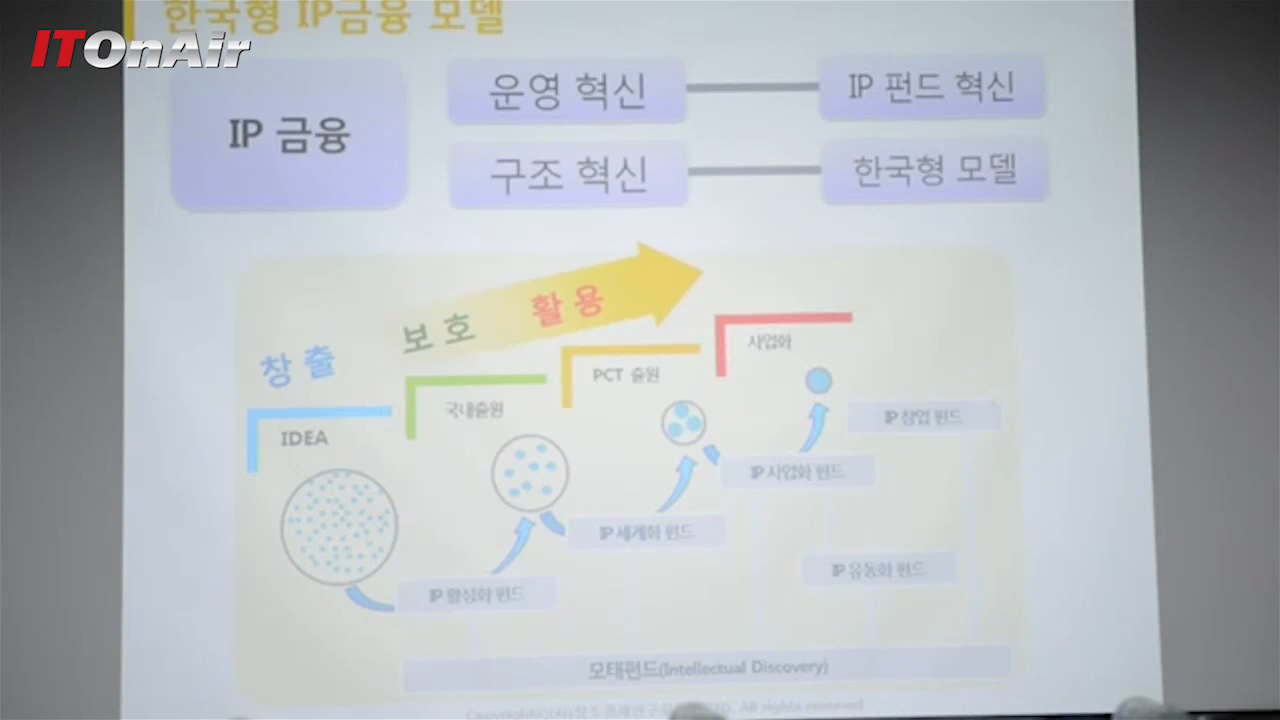 한국형 IP금융 모델
ITOnAir
IP 금융
운영 혁신
IP 펀드 혁신
구조 혁신
한국형 모델
창출
보호
활용
IDEA
국내출원
PCT 출원
사업화
IP 창업 펀드
IP 사업화 펀드
IP 세계화 펀드
IP 유동화 펀드
IP 활성화 펀드
모태펀드(Intellectual Discovery)
All rights reserved.